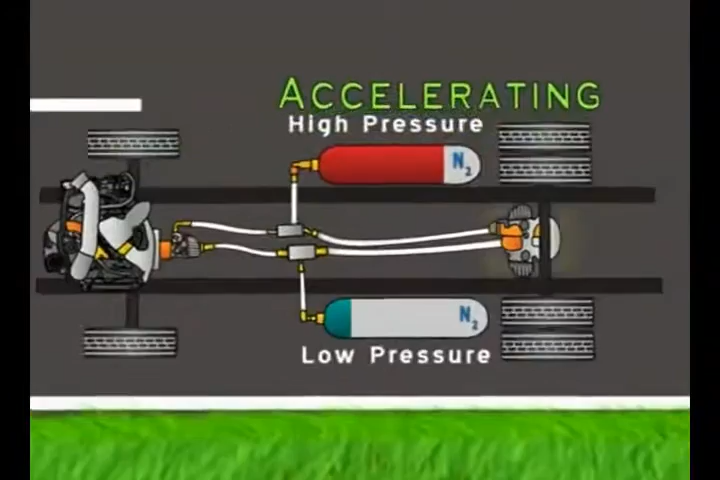 ACCELERATING
High Pressure
N2
N2
Low Pressure